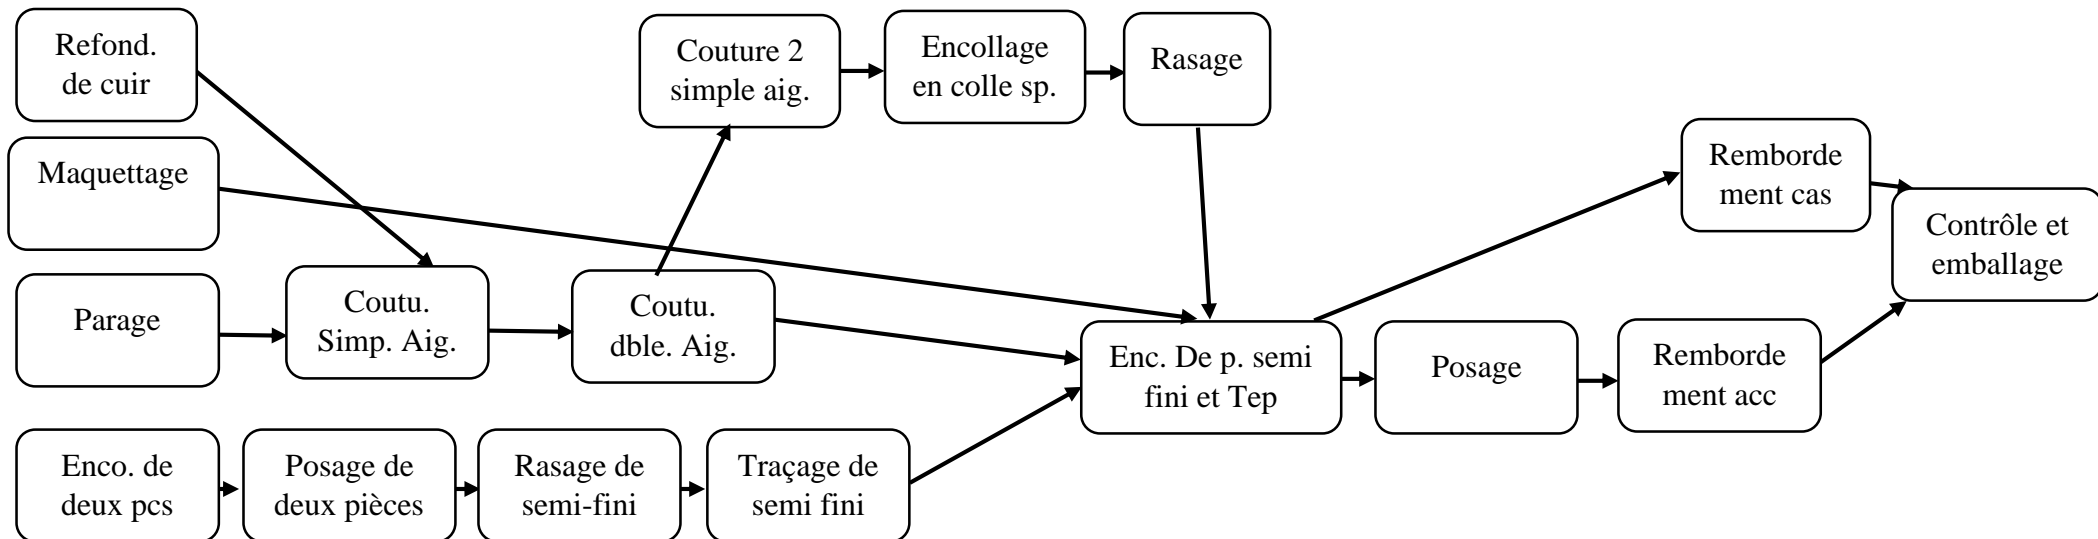 Refond.
de cuir
Couture 2
simple aig.
Encollage
en colle sp.
Rasage
Maquettage
Remborde
ment cas
Contrôle et
emballage
Parage
Coutu.
Simp. Aig.
Coutu.
dble. Aig.
Enc. De p. semi
fini et Tep
Posage
Remborde
ment acc
Enco. de
deux pcs
Posage de
deux pièces
Rasage de
semi-fini
Traçage de
semi fini